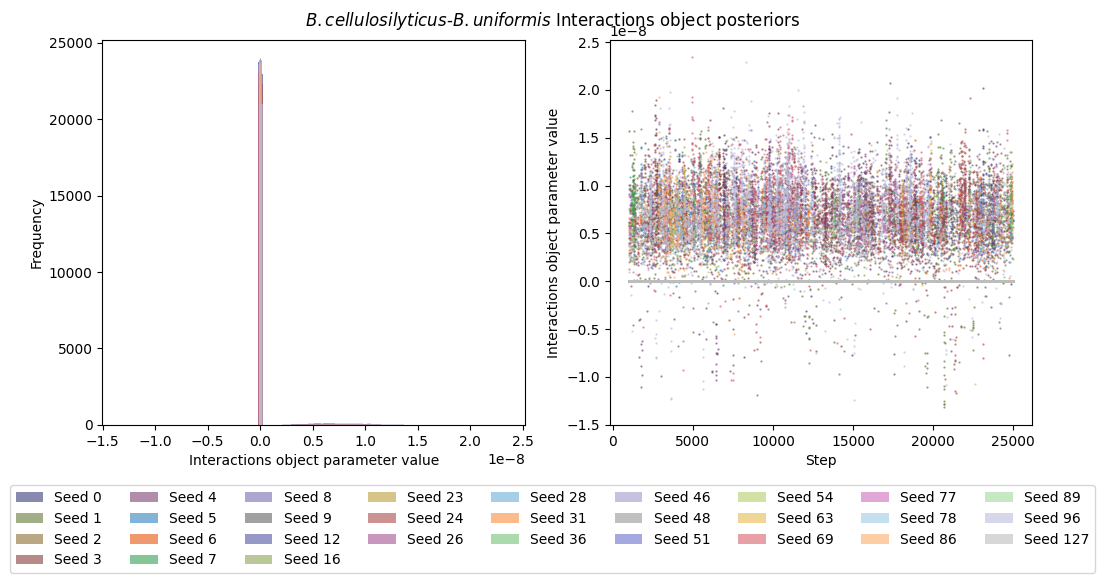 B.cellulosilyticus-B.uniformis Interactions object posteriors
25000
20000
15000
10000
5000
0
Frequency
−1.5 −1.0 −0.5 0.0 0.5 1.0 1.5 2.0 2.5
1e−8
Interactions object parameter value
1e−8
2.5
2.0
1.5
1.0
0.5
0.0
−0.5
−1.0
−1.5
Interactions object parameter value
0 5000 10000 15000 20000 25000
Step
Seed 0 Seed 4 Seed 8 Seed 23 Seed 28 Seed 46 Seed 54 Seed 77 Seed 89
Seed 1 Seed 5 Seed 9 Seed 24 Seed 31 Seed 48 Seed 63 Seed 78 Seed 96
Seed 2 Seed 6 Seed 12 Seed 26 Seed 36 Seed 51 Seed 69 Seed 86 Seed 127
Seed 3 Seed 7 Seed 16